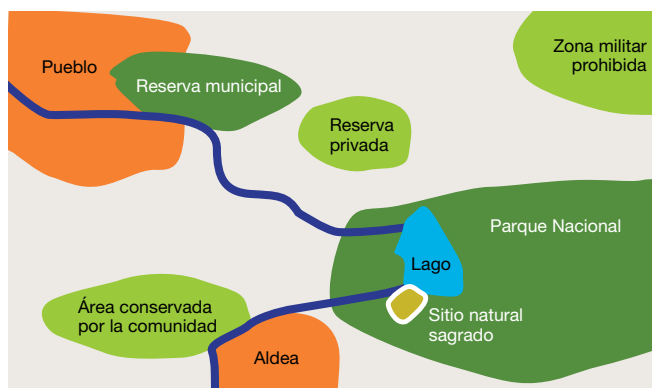 Zona militar
prohibida
Pueblo
Reserva municipal
Reserva
privada
Parque Nacional
Lago
Sitio natural
sagrado
Área conservada
por la comunidad
Aldea